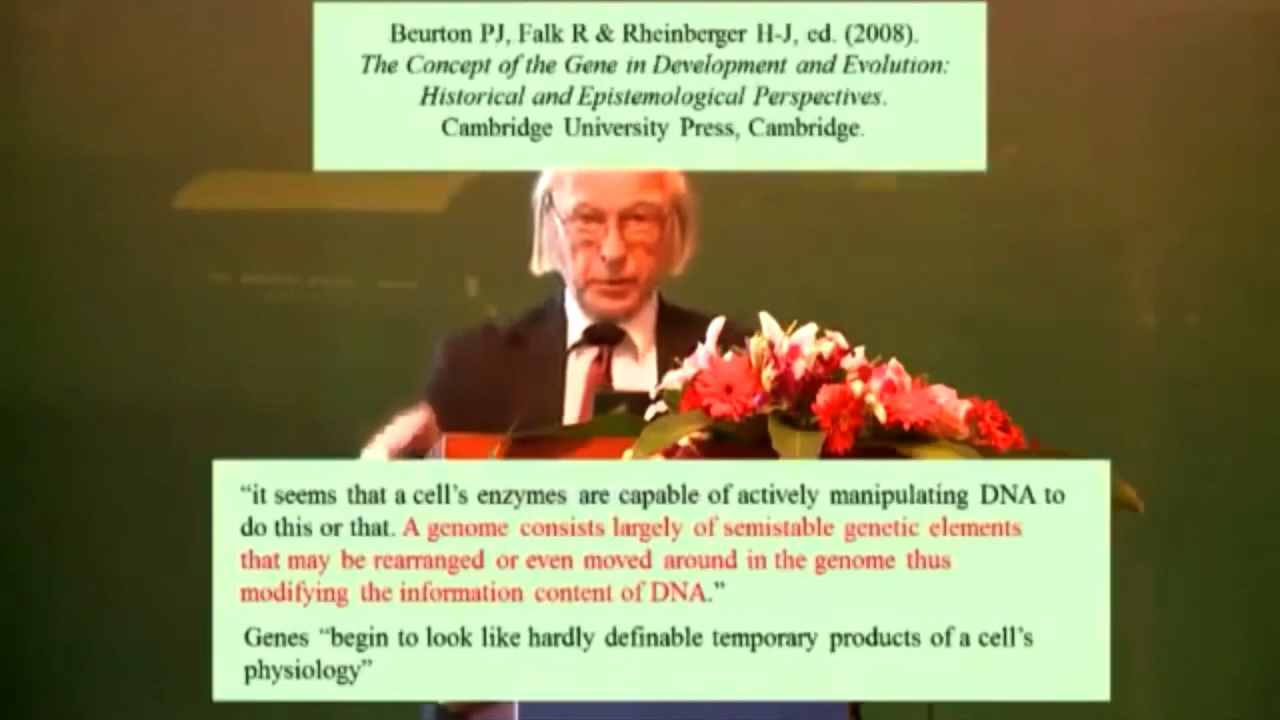 Beurton PJ, Falk R & Rheinberger H-J, ed. (2008).
The Concept of the Gene in Development and Evolution:
Historical and Epistemological Perspectives.
Cambridge University Press, Cambridge.
“it seems that a cell’s enzymes are capable of actively manipulating DNA to
do this or that. A genome consists largely of semistable genetic elements
that may be rearranged or even moved around in the genome thus
modifying the information content of DNA.”
Genes “begin to look like hardly definable temporary products of a cell’s
physiology”